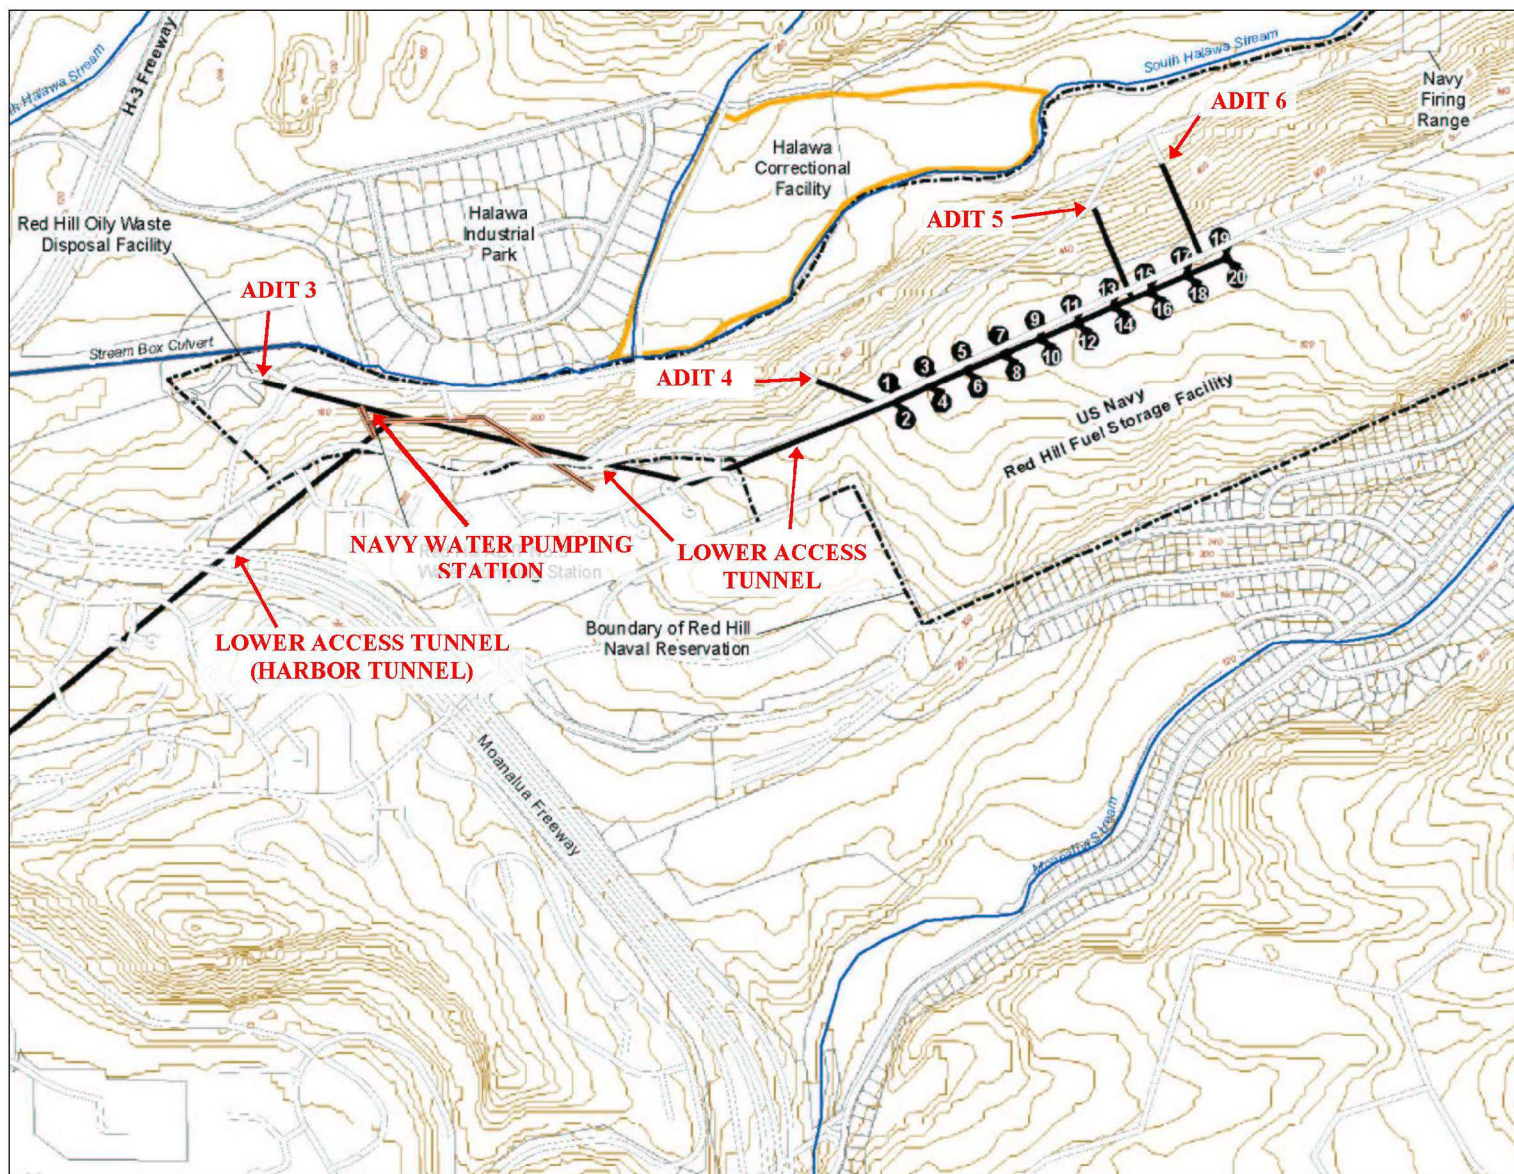 H-3 Freeway
South Halawa Stream
Navy
Firing
Range
ADIT 6
Halawa
Correctional
Facility
ADIT 5
Red Hill Oily Waste
Disposal Facility
Halawa
Industrial
Park
ADIT 3
Stream Box Culvert
ADIT 4
1
2
3
4
5
6
7
8
9
10
11
12
13
14
15
16
17
18
19
20
US Navy
Red Hill Fuel Storage Facility
NAVY WATER PUMPING
STATION
LOWER ACCESS
TUNNEL
Station
LOWER ACCESS TUNNEL
(HARBOR TUNNEL)
Boundary of Red Hill
Naval Reservation
Moanalua Freeway
Moanalua Stream